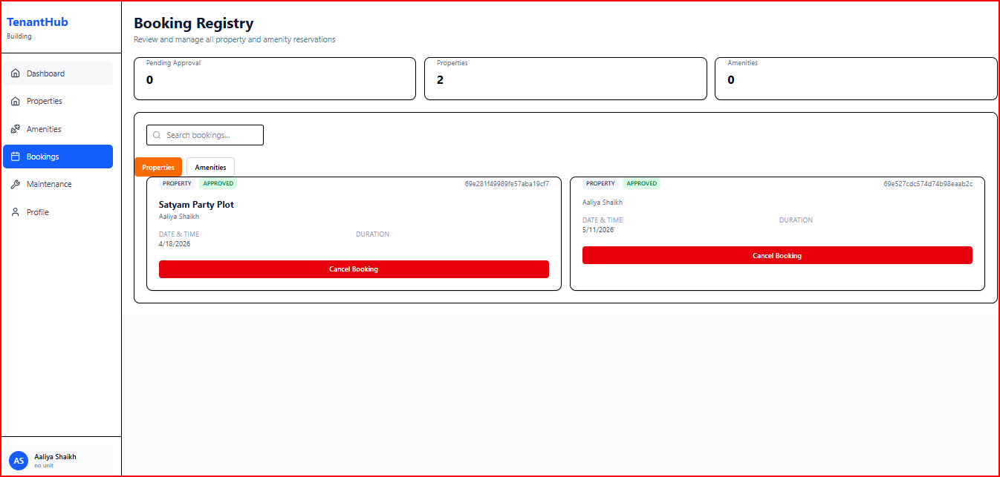 TenantHub
Building
Dashboard
Properties
Amenities
Bookings
Maintenance
Profile
AS
Aaliya Shaikh
no unit
Booking Registry
Review and manage all property and amenity reservations
Pending Approval
0
Properties
2
Amenities
0
Search bookings...
Properties Amenities
PROPERTY APPROVED 69e281f49989fe57aba19cf7
Satyam Party Plot
Aaliya Shaikh
DATE & TIME DURATION
4/18/2026
Cancel Booking
PROPERTY APPROVED 69e527cdc574d74b98eaab2c
Aaliya Shaikh
DATE & TIME DURATION
5/11/2026
Cancel Booking